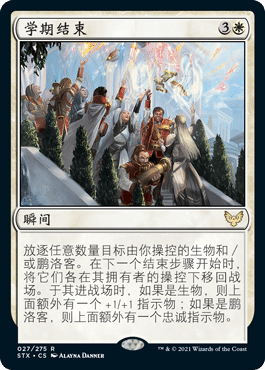 学期结束 3
瞬间
放逐任意数量目标由你操控的生物和/
或鹏洛客。在下一个结束步骤开始时,
将它们各在其拥有者的操控下移回战
场。于其进战场时,如果是生物,则上
面额外有一个 +1/+1 指示物;如果是鹏
洛客,则上面额外有一个忠诚指示物。
027/275 R
STX • CS ALAYNA DANNER
™ & © 2021 Wizards of the Coast